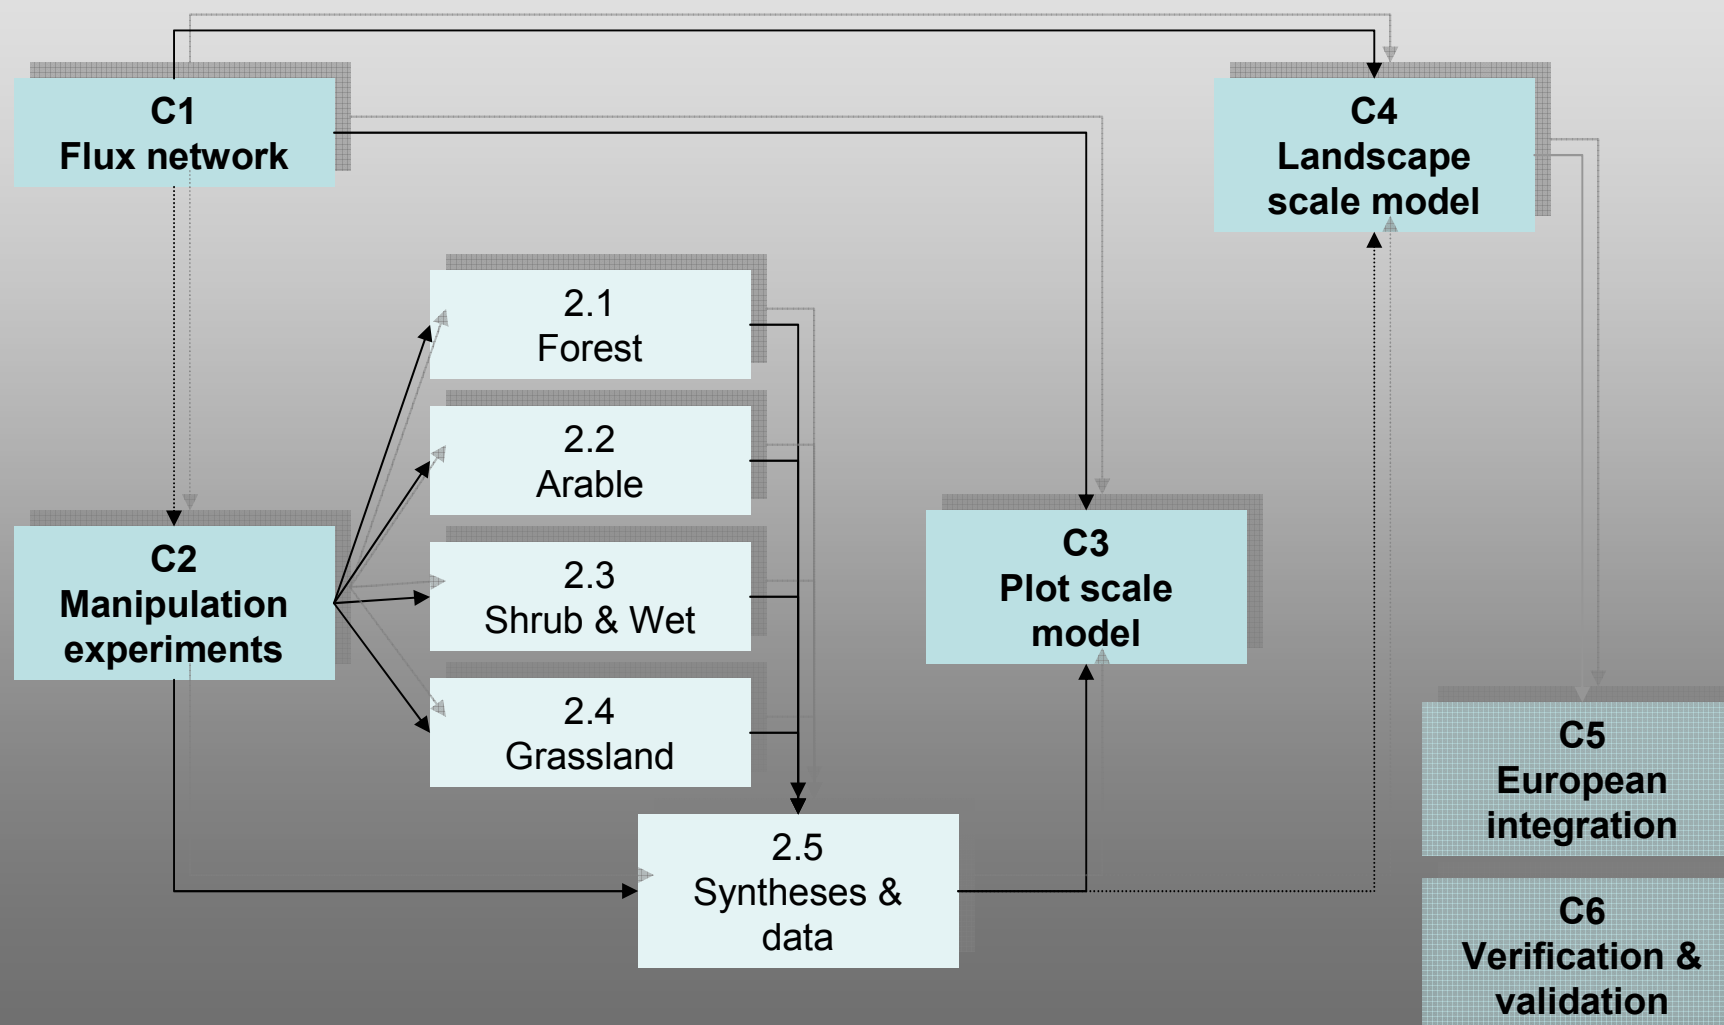 C1
Flux network
C4
Landscape
scale model
2.1
Forest
2.2
Arable
C2
Manipulation
experiments
2.3
Shrub & Wet
C3
Plot scale
model
2.4
Grassland
C5
European
integration
2.5
Syntheses &
data
C6
Verification &
validation